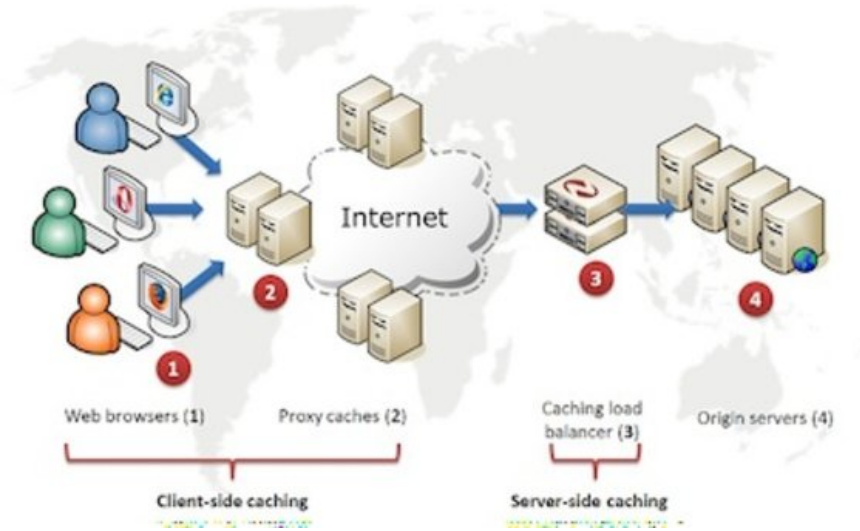 Internet
2
3
4
1
Web browsers (1)
Proxy caches (2)
Caching load
balancer (3)
Origin servers (4)
Client-side caching
Server-side caching